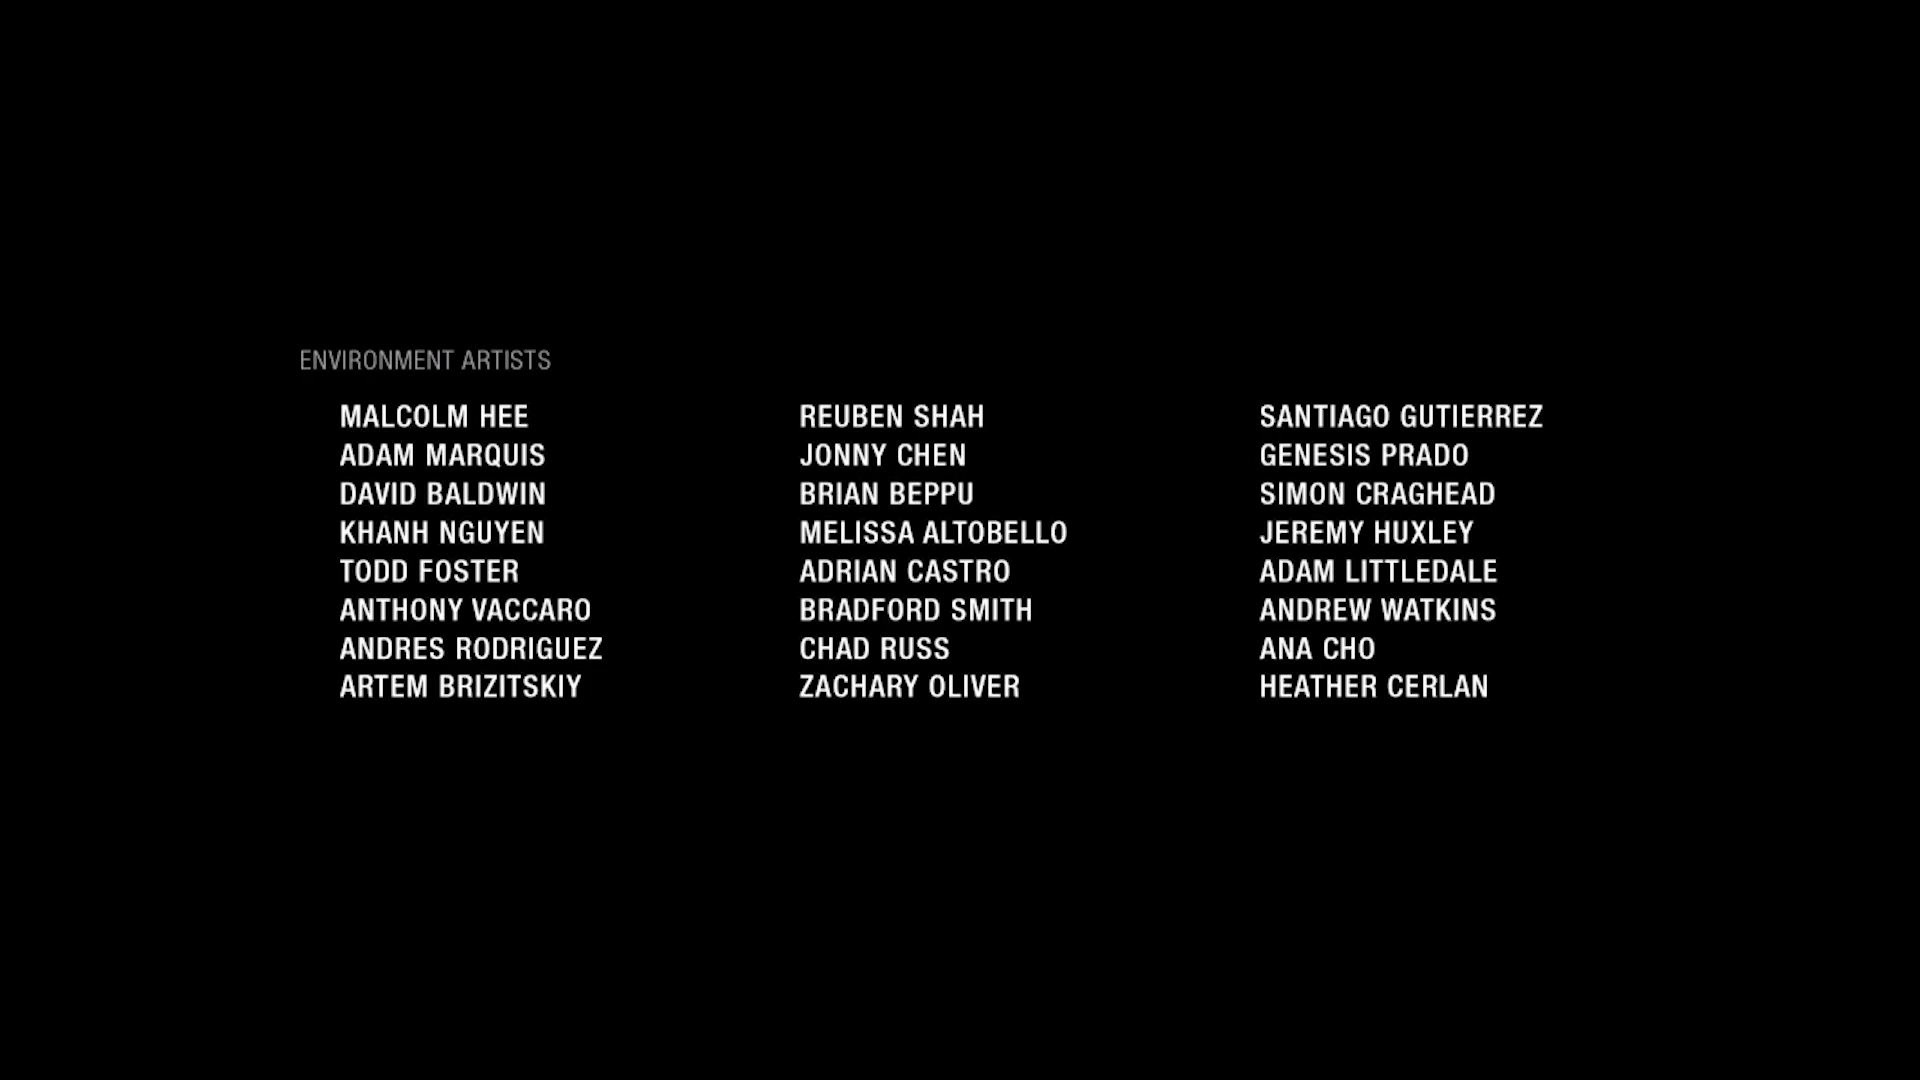 ENVIRONMENT ARTISTS
MALCOLM HEE
ADAM MARQUIS
DAVID BALDWIN
KHANH NGUYEN
TODD FOSTER
ANTHONY VACCARO
ANDRES RODRIGUEZ
ARTEM BRIZITSKIY
REUBEN SHAH
JONNY CHEN
BRIAN BEPPU
MELISSA ALTOBELLO
ADRIAN CASTRO
BRADFORD SMITH
CHAD RUSS
ZACHARY OLIVER
SANTIAGO GUTIERREZ
GENESIS PRADO
SIMON CRAGHEAD
JEREMY HUXLEY
ADAM LITTLEDALE
ANDREW WATKINS
ANA CHO
HEATHER CERLAN